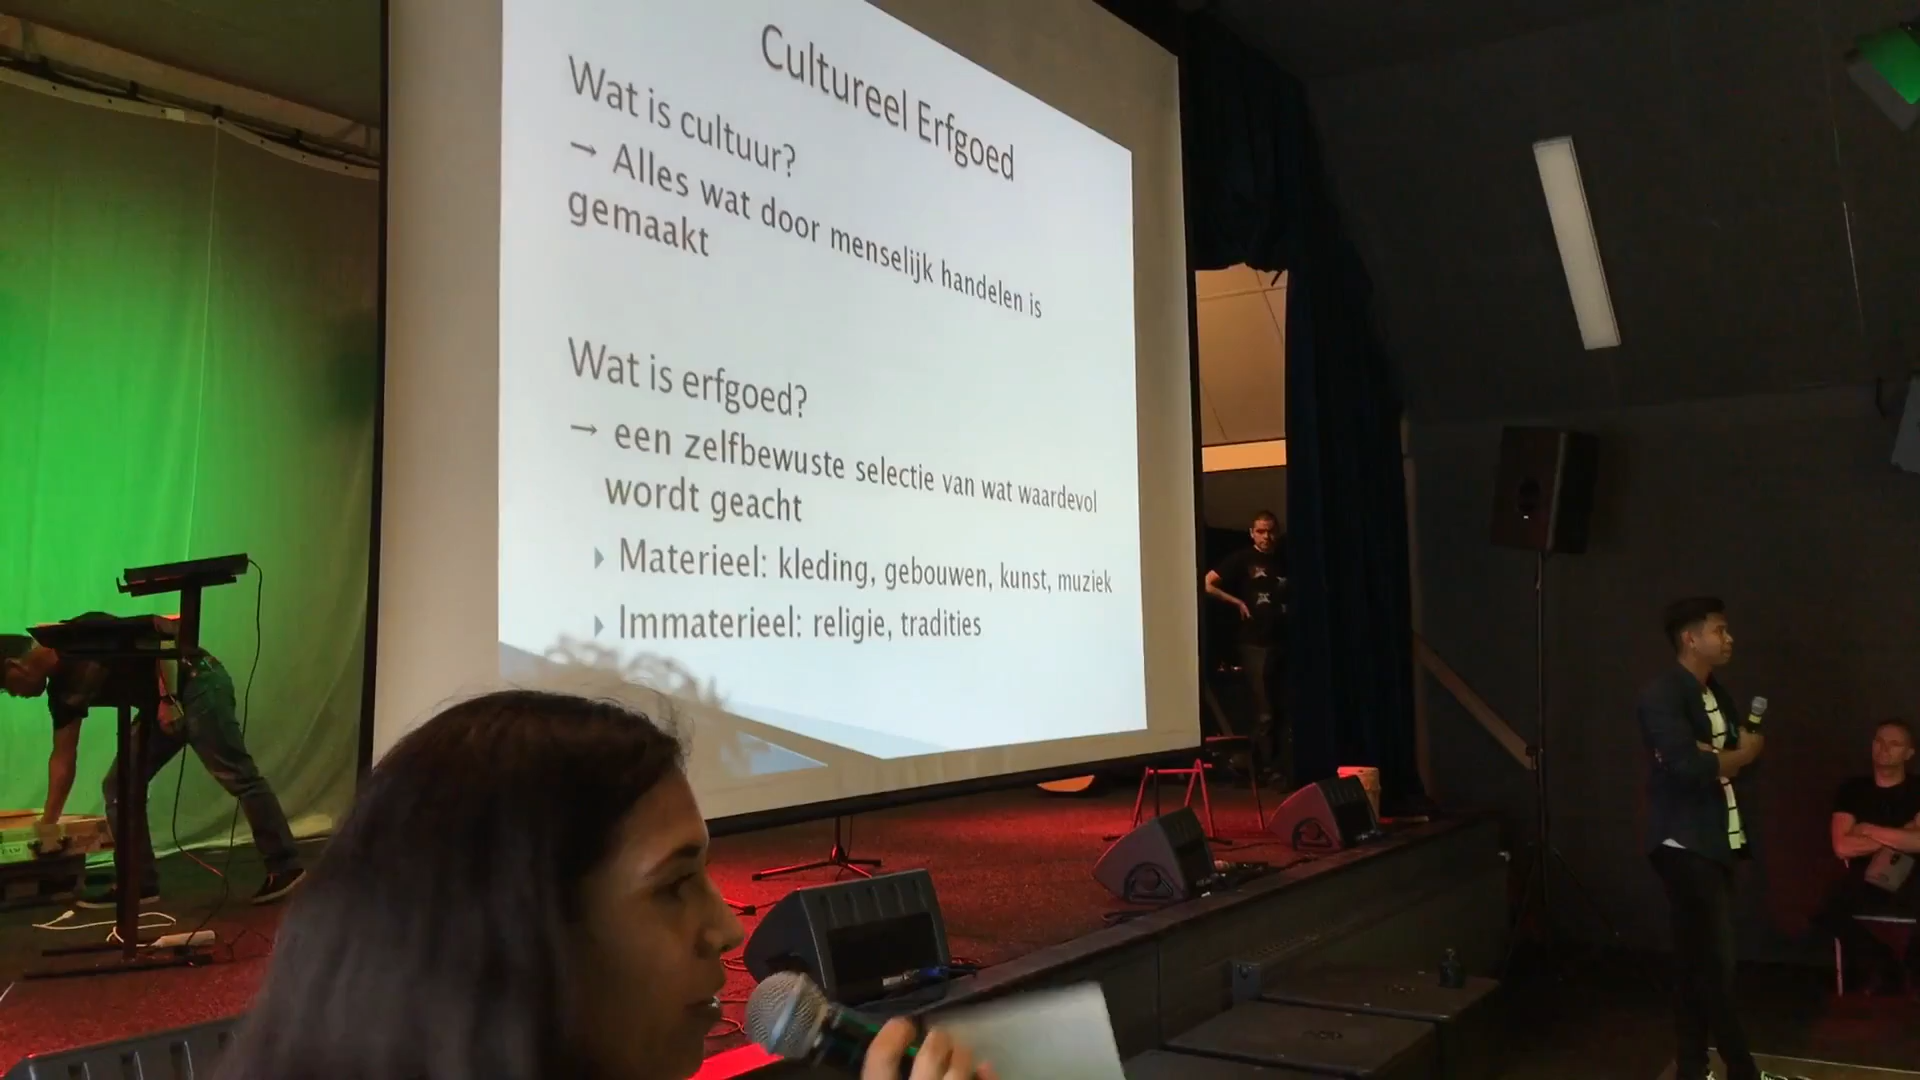 Cultureel Erfgoed
Wat is cultuur?
→ Alles wat door menselijk handelen is
gemaakt
Wat is erfgoed?
→ een zelfbewuste selectie van wat waardevol
wordt geacht
Materieel: kleding, gebouwen, kunst, muziek
Immaterieel: religie, tradities